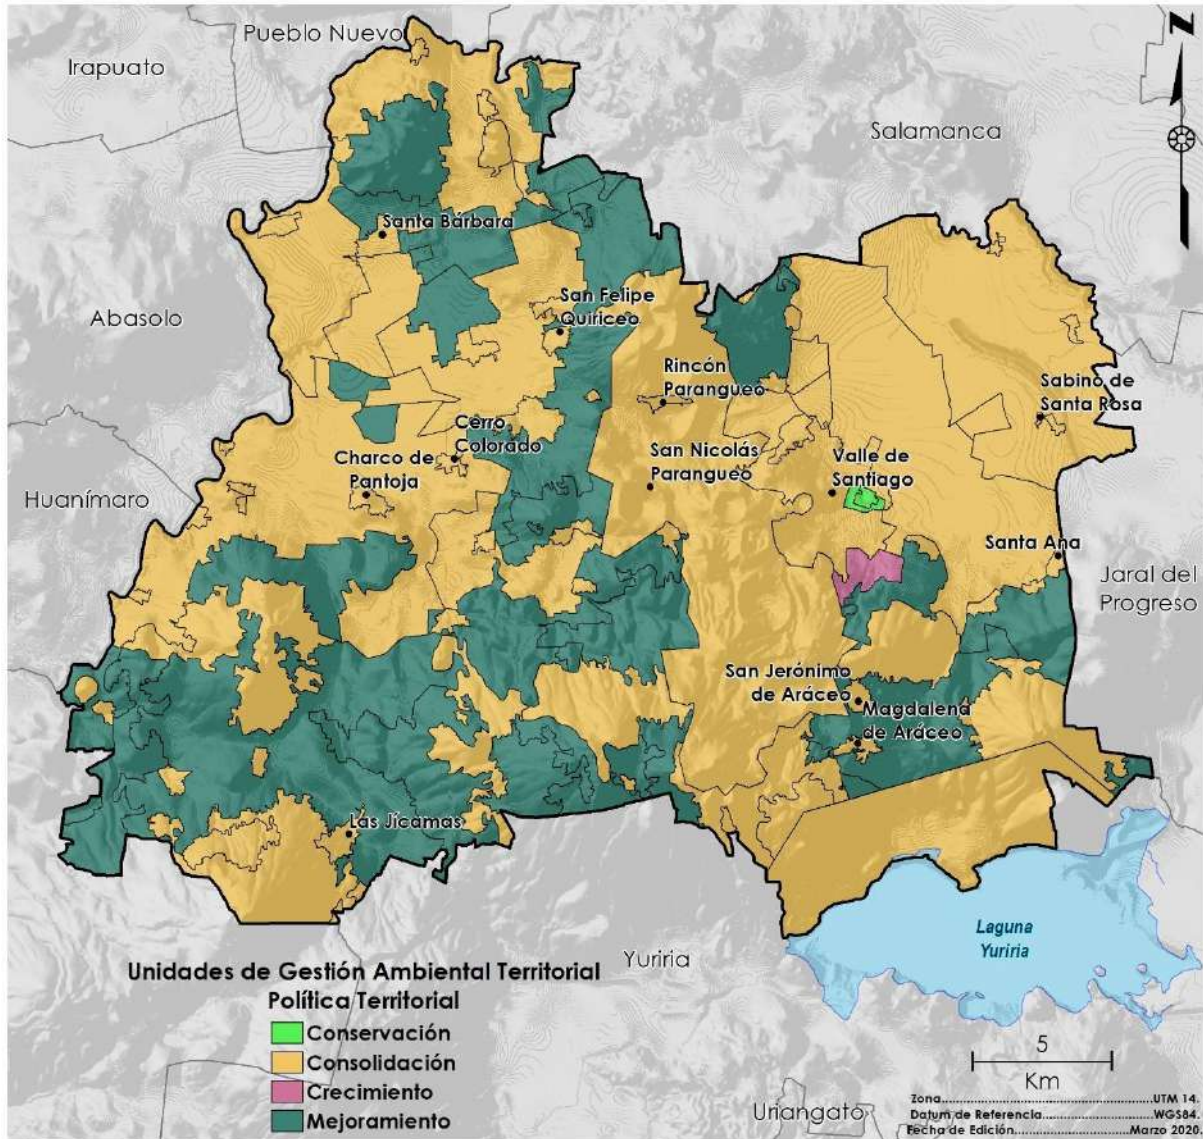 Pueblo Nuevo
Irapuato
Salamanca
N
Santa Bárbara
Abasolo
San Felipe
Quiriceo
Rincón
Parangueo
Sabino de
Santa Rosa
Cerro
Colorado
Charco de
Pantoja
San Nicolás
Parangueo
Valle de
Santiago
Huanímaro
Santa Ana
Jaral del
Progreso
San Jerónimo
de Aráceo
Magdalena
de Aráceo
Las Jícamas
Laguna
Yuriria
Yuriria
Unidades de Gestión Ambiental Territorial
Política Territorial
Conservación
Consolidación
Crecimiento
Mejoramiento
5
Km
Uriangato
Zona....................................UTM 14.
Datum de Referencia....................WGS84.
Fecha de Edición....................Marzo 2026.